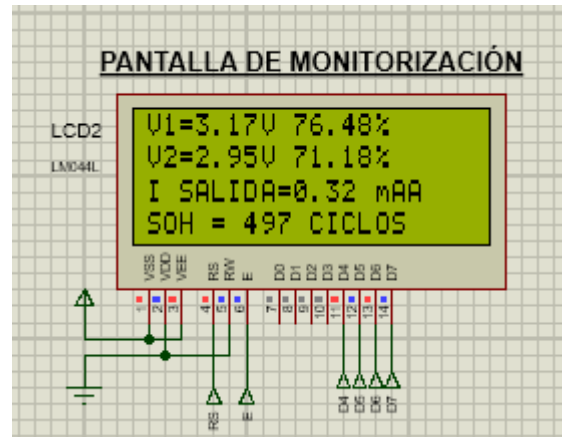 PANTALLA DE MONITORIZACIÓN
LCD2
LM044L
V1=3.17V 76.48%
V2=2.95V 71.18%
I SALIDA=0.32 mAA
SOH = 497 CICLOS
VSS VDD VEE RS RW E D0 D1 D2 D3 D4 D5 D6 D7
1 2 3 4 5 6 7 8 9 10 11 12 13 14
RS E D4 D5 D6 D7